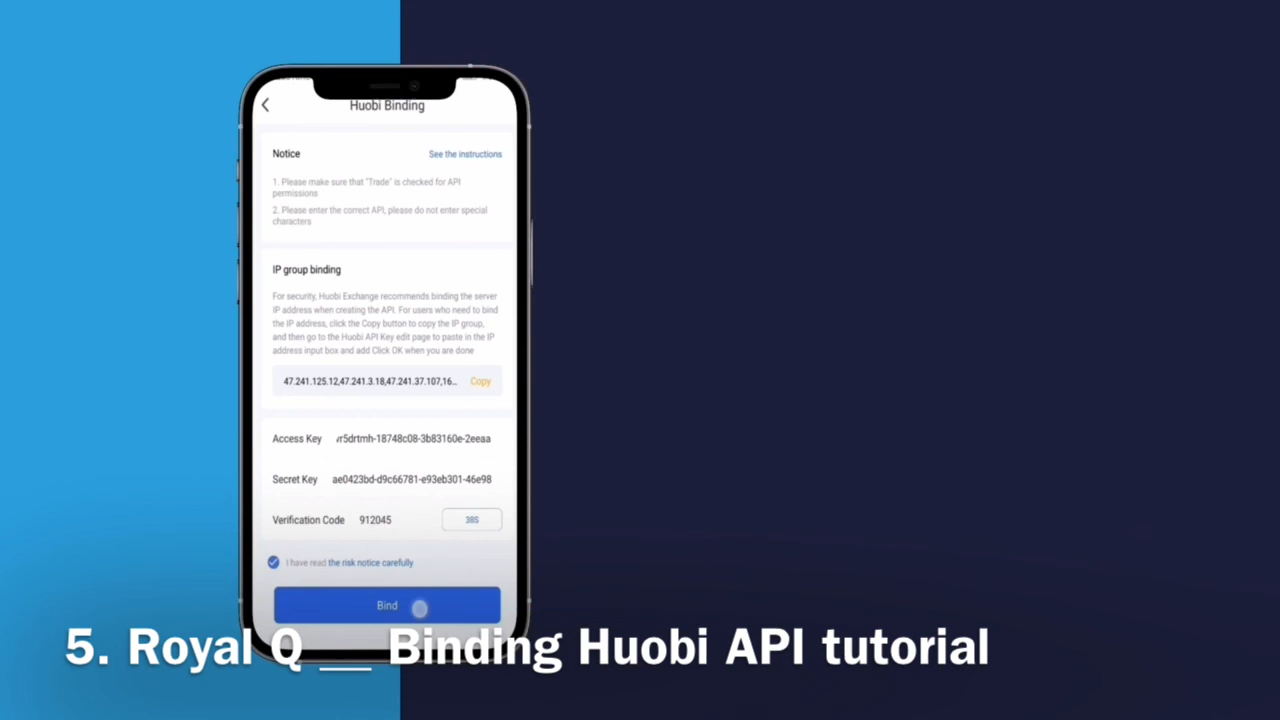 Huobi Binding
Notice
See the instructions
1. Please make sure that "Trade" is checked for API
permissions
2. Please enter the correct API, please do not enter special
characters
IP group binding
For security, Huobi Exchange recommends binding the server
IP address when creating the API. For users who need to bind
the IP address, click the Copy button to copy the IP group,
and then go to the Huobi API Key edit page to paste in the IP
address input box and add Click OK when you are done
47.241.125.12,47.241.3.18,47.241.37.107,16... Copy
Access Key vr5drtmh-18748c08-3b83160e-2eeaa
Secret Key ae0423bd-d9c66781-e93eb301-46e98
Verification Code 912045 38S
I have read the risk notice carefully
Bind
5. Royal Q __ Binding Huobi API tutorial